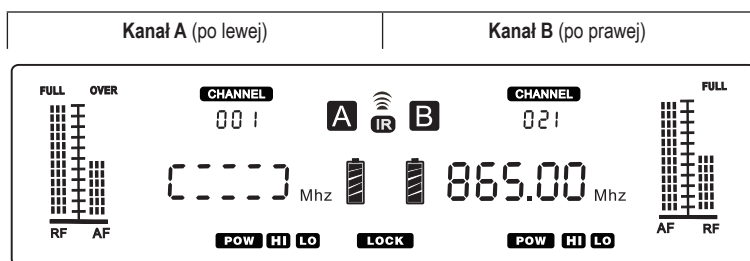 Kanał A (po lewej) Kanał B (po prawej)
FULL OVER CHANNEL CHANNEL FULL
001 A IR B 021
Mhz 865.00 Mhz
RF AF AF RF
POW HI LO LOCK POW HI LO